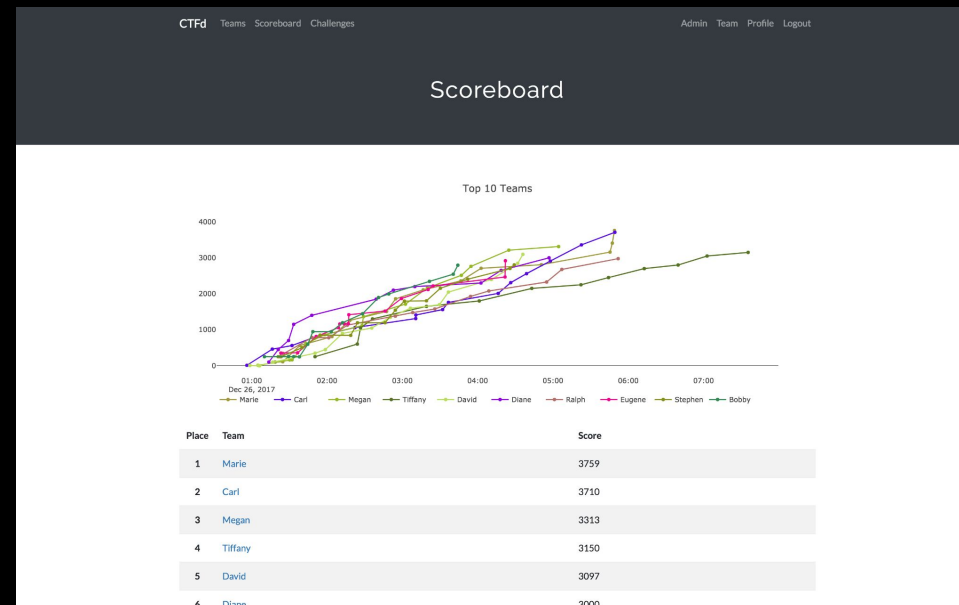 CTFd Teams Scoreboard Challenges Admin Team Profile Logout
Scoreboard
Top 10 Teams
4000
3000
2000
1000
0
01:00 02:00 03:00 04:00 05:00 06:00 07:00
Dec 26, 2017
Marie Carl Megan Tiffany David Diane Ralph Eugene Stephen Bobby
Place Team Score
1 Marie 3759
2 Carl 3710
3 Megan 3313
4 Tiffany 3150
5 David 3097
6 Diane 3000